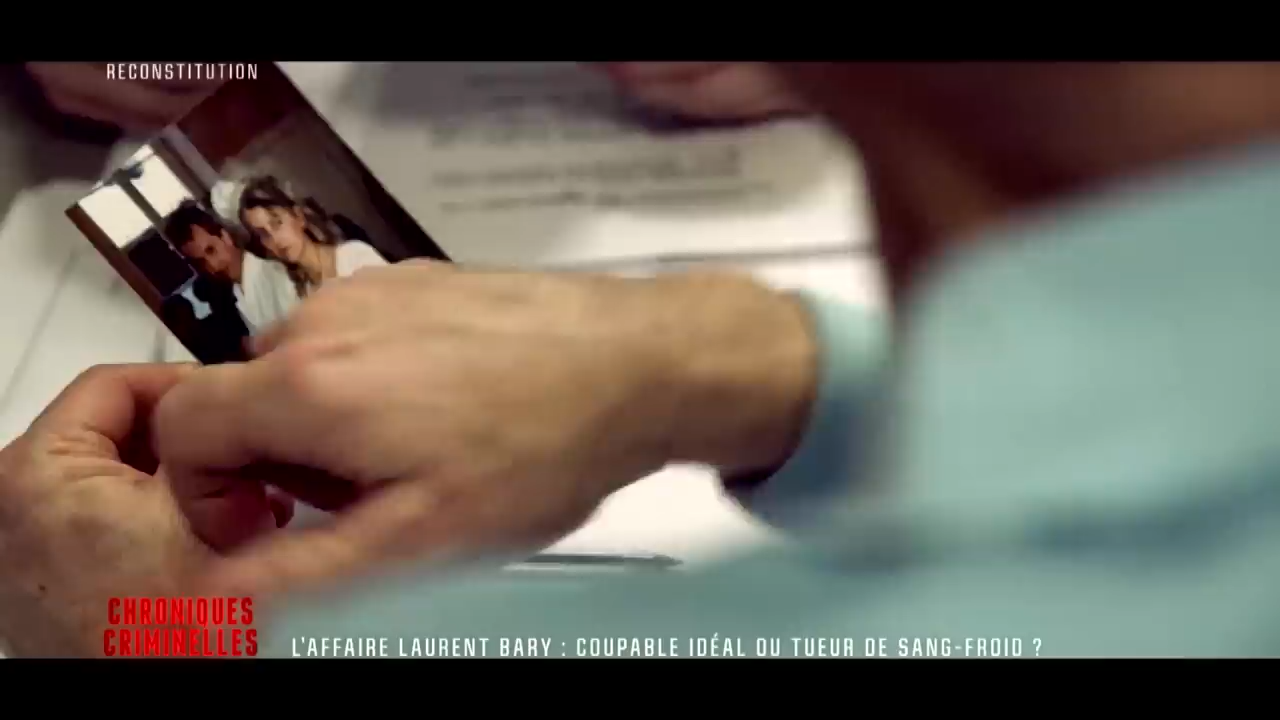 RECONSTITUTION
CHRONIQUES
CRIMINELLES
L'AFFAIRE LAURENT BARY : COUPABLE IDÉAL OU TUEUR DE SANG-FROID ?